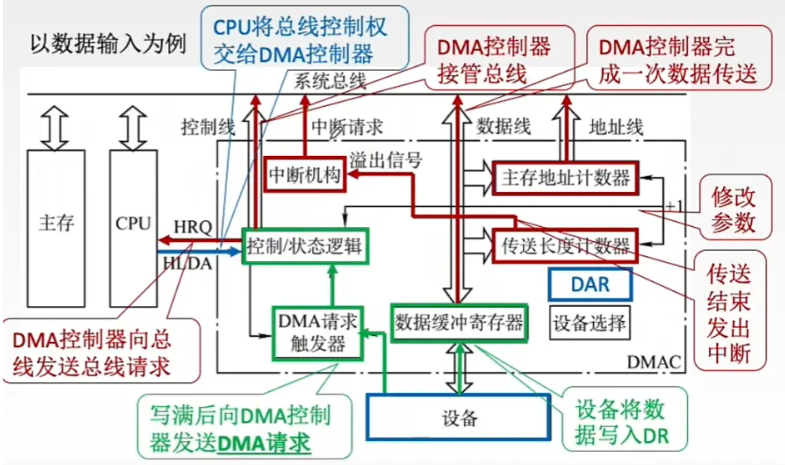 以数据输入为例
CPU将总线控制权
交给DMA控制器
DMA控制器
接管总线
DMA控制器完
成一次数据传送
系统总线
控制线
中断请求
数据线
地址线
溢出信号
中断机构
主存地址计数器
主存
CPU
HRQ
HLDA
控制/状态逻辑
+1
修改
参数
传送长度计数器
DAR
设备选择
传送
结束
发出
中断
DMA控制器向总
线发送总线请求
DMA请求
触发器
数据缓冲寄存器
DMAC
写满后向DMA控制
器发送DMA请求
设备
设备将数
据写入DR